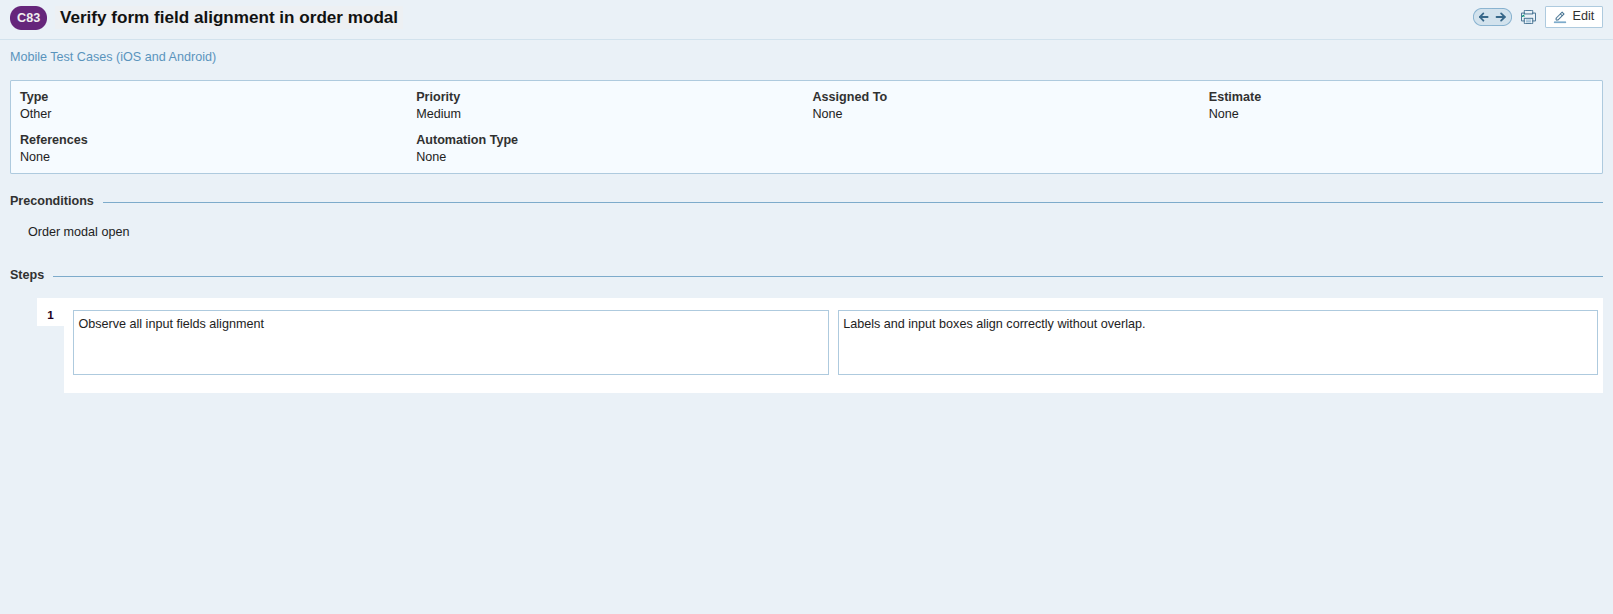 C83 Verify form field alignment in order modal Edit
Mobile Test Cases (iOS and Android)
Type Priority Assigned To Estimate
Other Medium None None
References Automation Type
None None
Preconditions
Order modal open
Steps
1 Observe all input fields alignment Labels and input boxes align correctly without overlap.